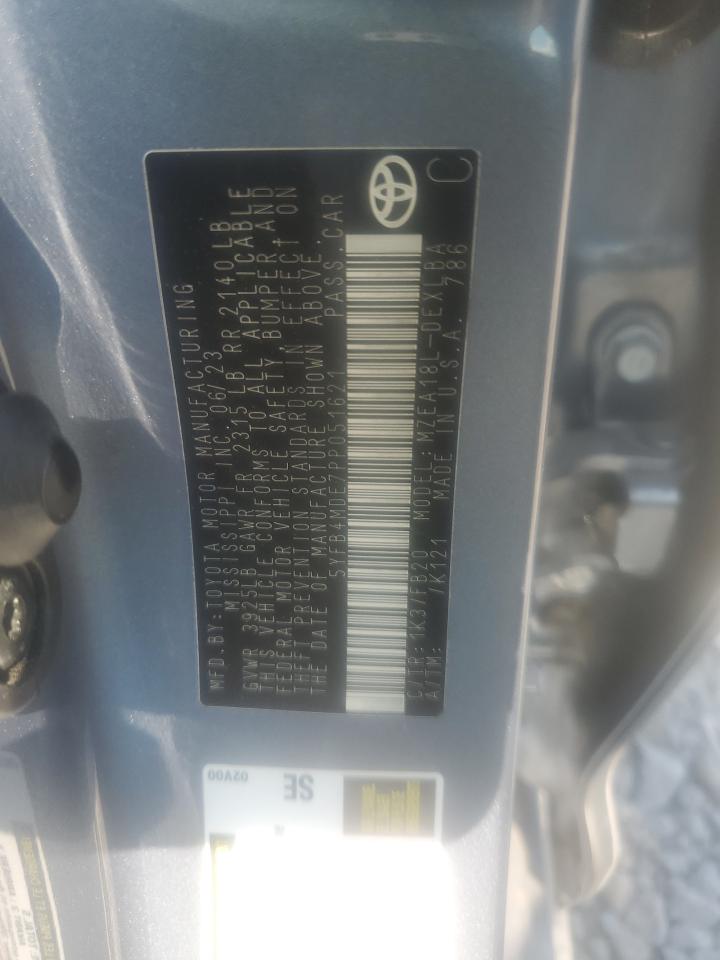 MFD.BY:TOYOTA MOTOR MANUFACTURING
MISSISSIPPI INC. 06/23
GVWR 3925LB GAWR FR 2315 LB RR 2140LB
THIS VEHICLE CONFORMS TO ALL APPLICABLE
FEDERAL MOTOR VEHICLE SAFETY, BUMPER AND
THEFT PREVENTION STANDARDS IN EFFECT ON
THE DATE OF MANUFACTURE SHOWN ABOVE.
5YFB4MDE7PP051621 PASS.CAR
C/TR:1K3/FB20 MODEL:MZEA18L-DEXLBA
A/TM: /K121 MADE IN U.S.A. 786
C
02V00
SE